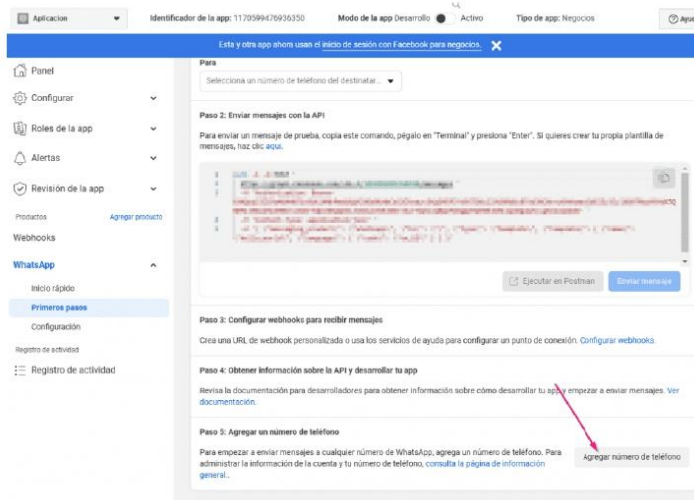 Aplicacion
Identificador de la app: 1170599476936350
Modo de la app Desarrollo
Activo
Tipo de app: Negocios
Esta y otra app ahora usan el inicio de sesión con Facebook para negocios.
Panel
Configurar
Roles de la app
Alertas
Revisión de la app
Productos
Agregar producto
Webhooks
WhatsApp
Inicio rápido
Primeros pasos
Configuración
Registro de actividad
Registro de actividad
Para
Selecciona un número de teléfono del destinatar...
Paso 2: Enviar mensajes con la API
Para enviar un mensaje de prueba, copia este comando, pégalo en "Terminal" y presiona "Enter". Si quieres crear tu propia plantilla de
mensajes, haz clic aquí.
Ejecutar en Postman
Enviar mensaje
Paso 3: Configurar webhooks para recibir mensajes
Crea una URL de webhook personalizada o usa los servicios de ayuda para configurar un punto de conexión. Configurar webhooks.
Paso 4: Obtener información sobre la API y desarrollar tu app
Revisa la documentación para desarrolladores para obtener información sobre cómo desarrollar tu app y empezar a enviar mensajes. Ver
documentación.
Paso 5: Agregar un número de teléfono
Para empezar a enviar mensajes a cualquier número de WhatsApp, agrega un número de teléfono. Para
administrar la información de la cuenta y tu número de teléfono, consulta la página de información
general..
Agregar número de teléfono